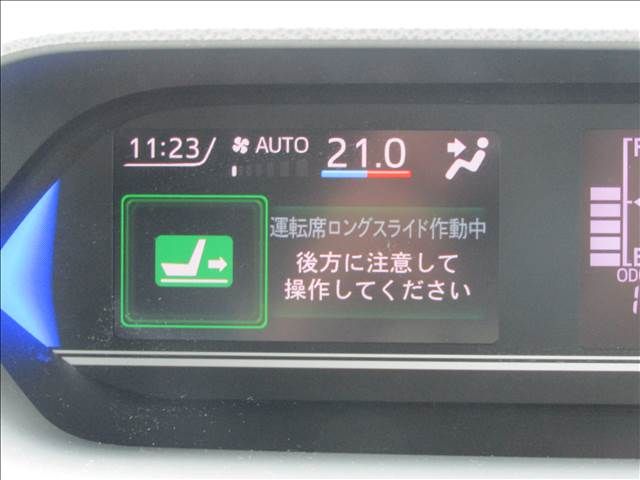 11:23 AUTO 21.0
運転席ロングスライド作動中
後方に注意して
操作してください